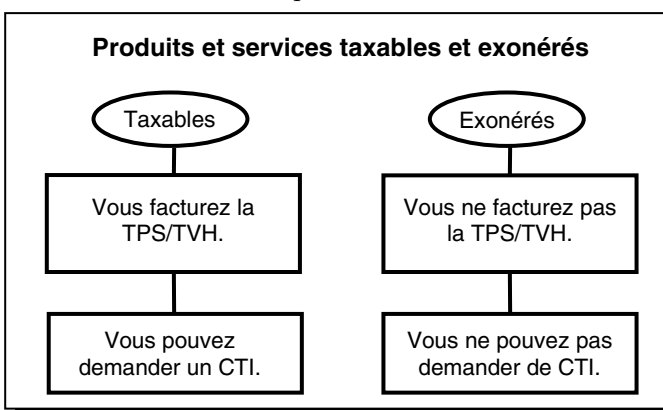 Produits et services taxables et exonérés
Taxables
Vous facturez la
TPS/TVH.
Vous pouvez
demander un CTI.
Exonérés
Vous ne facturez pas
la TPS/TVH.
Vous ne pouvez pas
demander de CTI.